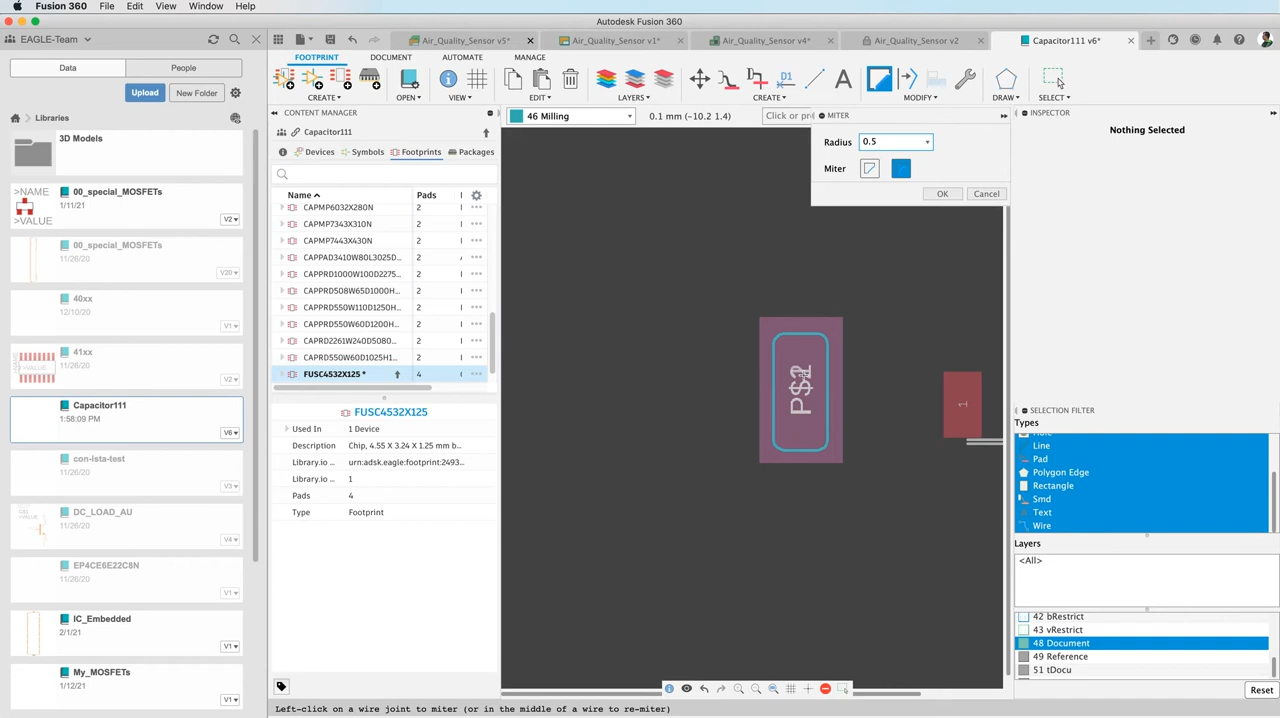 Fusion 360 File Edit View Window Help
Autodesk Fusion 360
EAGLE-Team
Air_Quality_Sensor v5* Air_Quality_Sensor v1* Air_Quality_Sensor v4* Air_Quality_Sensor v2 Capacitor111 v6*
Data People
Upload New Folder
Libraries
3D Models
>NAME
>VALUE
00_special_MOSFETs
1/11/21
V2
00_special_MOSFETs
11/26/20
V20
40xx
12/10/20
V1
41xx
11/26/20
V2
Capacitor111
1:58:09 PM
V6
con-lsta-test
11/26/20
V3
DC_LOAD_AU
11/26/20
V4
EP4CE6E22C8N
11/26/20
V1
IC_Embedded
2/1/21
V1
My_MOSFETs
1/12/21
V1
FOOTPRINT DOCUMENT AUTOMATE MANAGE
CREATE OPEN VIEW EDIT LAYERS CREATE MODIFY DRAW SELECT
D1
CONTENT MANAGER
Capacitor111
Devices Symbols Footprints Packages
Name Pads
CAPMP6032X280N 2
CAPMP7343X310N 2
CAPMP7443X430N 2
CAPPAD3410W80L3025D... 2
CAPPRD1000W100D2275... 2
CAPPRD508W65D1000H... 2
CAPPRD550W110D1250H... 2
CAPPRD550W60D1200H... 2
CAPRD2261W240D5080... 2
CAPRD550W60D1025H1... 2
FUSC4532X125 * 4
FUSC4532X125
Used In 1 Device
Description Chip, 4.55 X 3.24 X 1.25 mm b...
Library.io ... urn:adsk.eagle:footprint:2493...
Library.io ... 1
Pads 4
Type Footprint
46 Milling 0.1 mm (-10.2 1.4) Click or pr
MITER
Radius 0.5
Miter
OK Cancel
1
INSPECTOR
Nothing Selected
SELECTION FILTER
Types
Line
Pad
Polygon Edge
Rectangle
Smd
Text
Wire
Layers
<All>
42 bRestrict
43 vRestrict
48 Document
49 Reference
51 tDocu
Reset
Left-click on a wire joint to miter (or in the middle of a wire to re-miter)